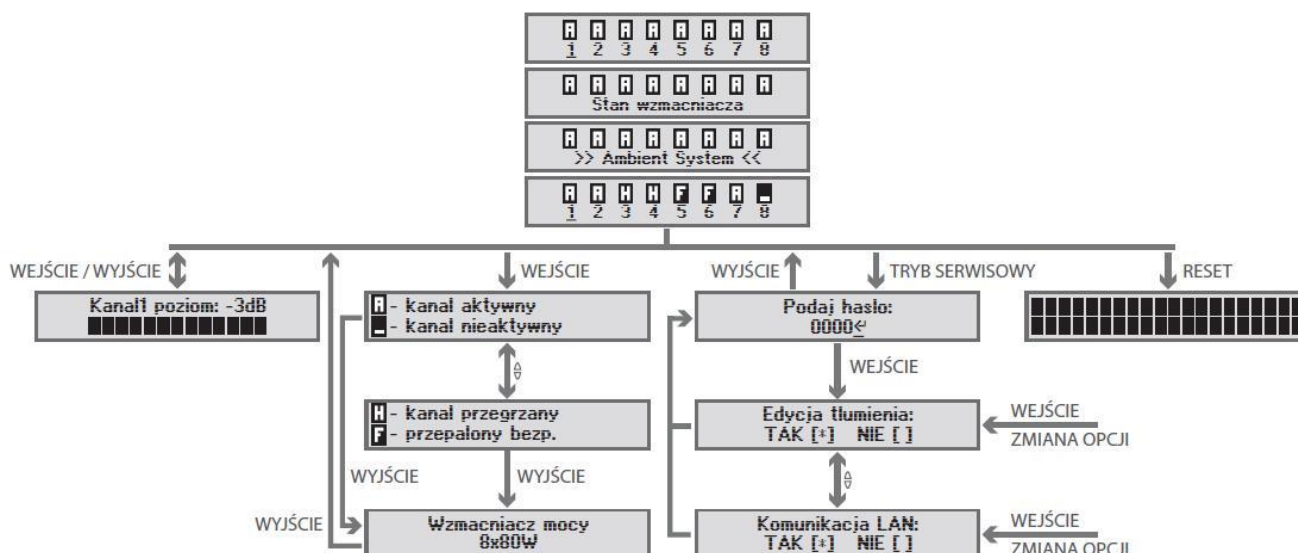 A A A A A A A A
1 2 3 4 5 6 7 8
A A A A A A A A
Stan wzmacniacza
A A A A A A A A
>> Ambient System <<
A A H H F F A _
1 2 3 4 5 6 7 8
WEJŚCIE / WYJŚCIE
WEJŚCIE
WYJŚCIE
TRYB SERWISOWY
RESET
Kanał1 poziom: -3dB
A - kanał aktywny
_ - kanał nieaktywny
Podaj hasło:
0000↵
WEJŚCIE
H - kanał przegrzany
F - przepalony bezp.
Edycja tłumienia:
TAK [*] NIE [ ]
WEJŚCIE
ZMIANA OPCJI
WYJŚCIE
WYJŚCIE
WYJŚCIE
Wzmacniacz mocy
8x80W
Komunikacja LAN:
TAK [*] NIE [ ]
WEJŚCIE
ZMIANA OPCJI